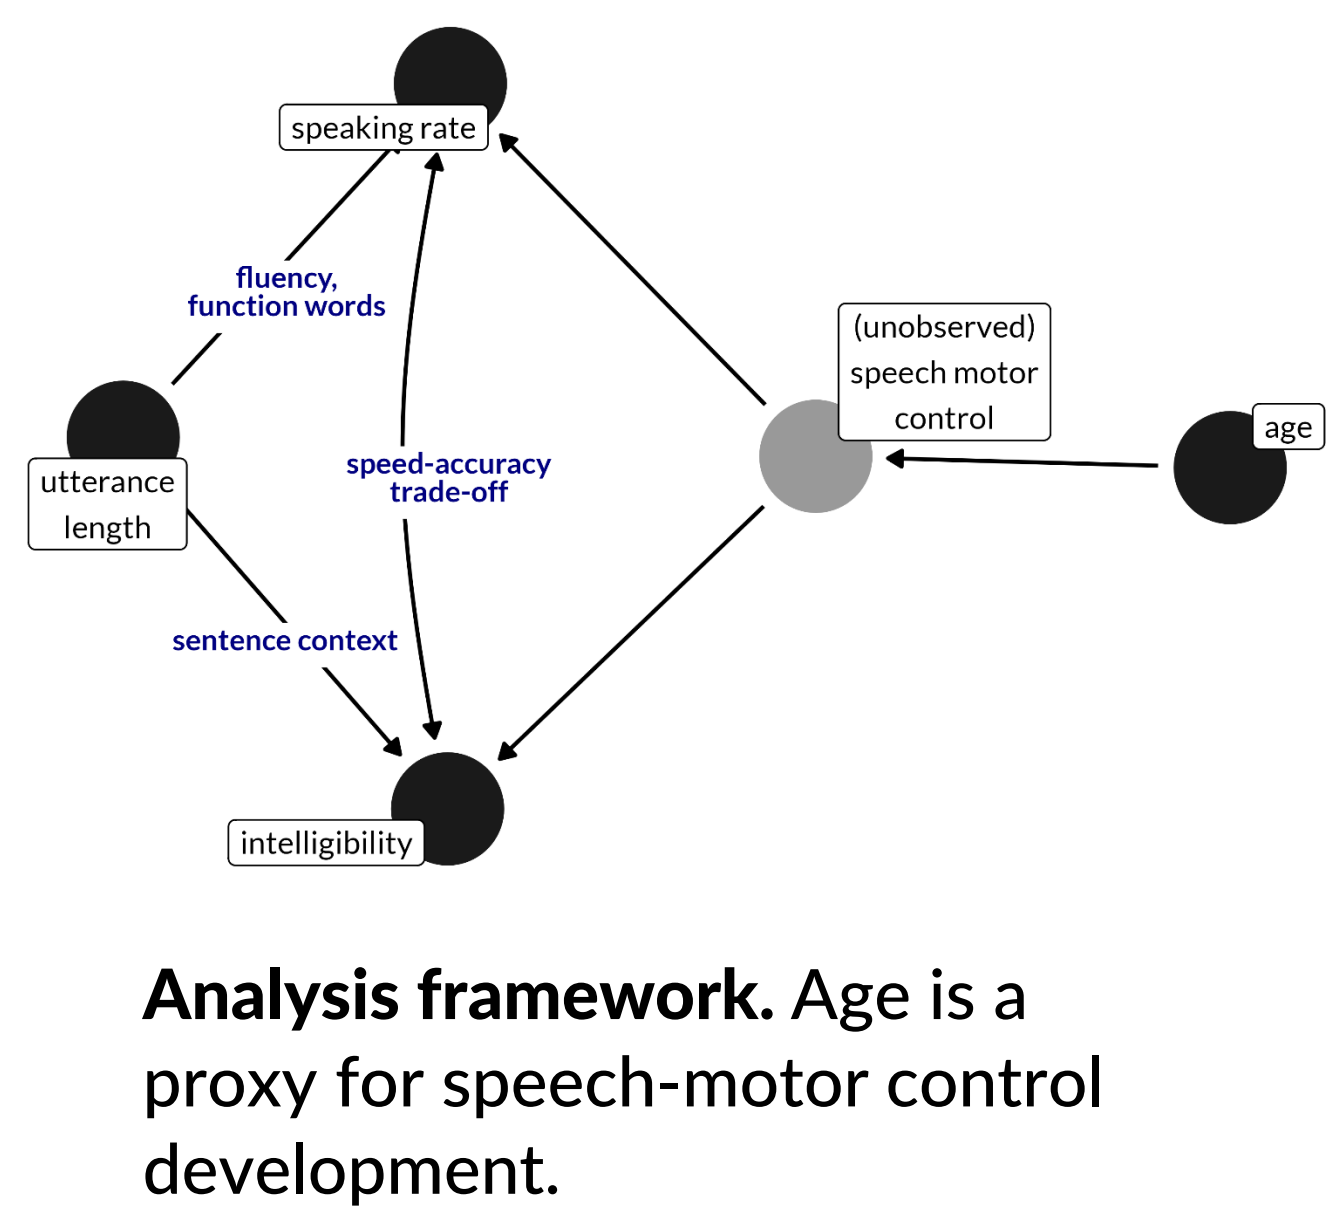 speaking rate
fluency,
function words
(unobserved)
speech motor
control
age
speed-accuracy
trade-off
utterance
length
sentence context
intelligibility
Analysis framework. Age is a
proxy for speech-motor control
development.